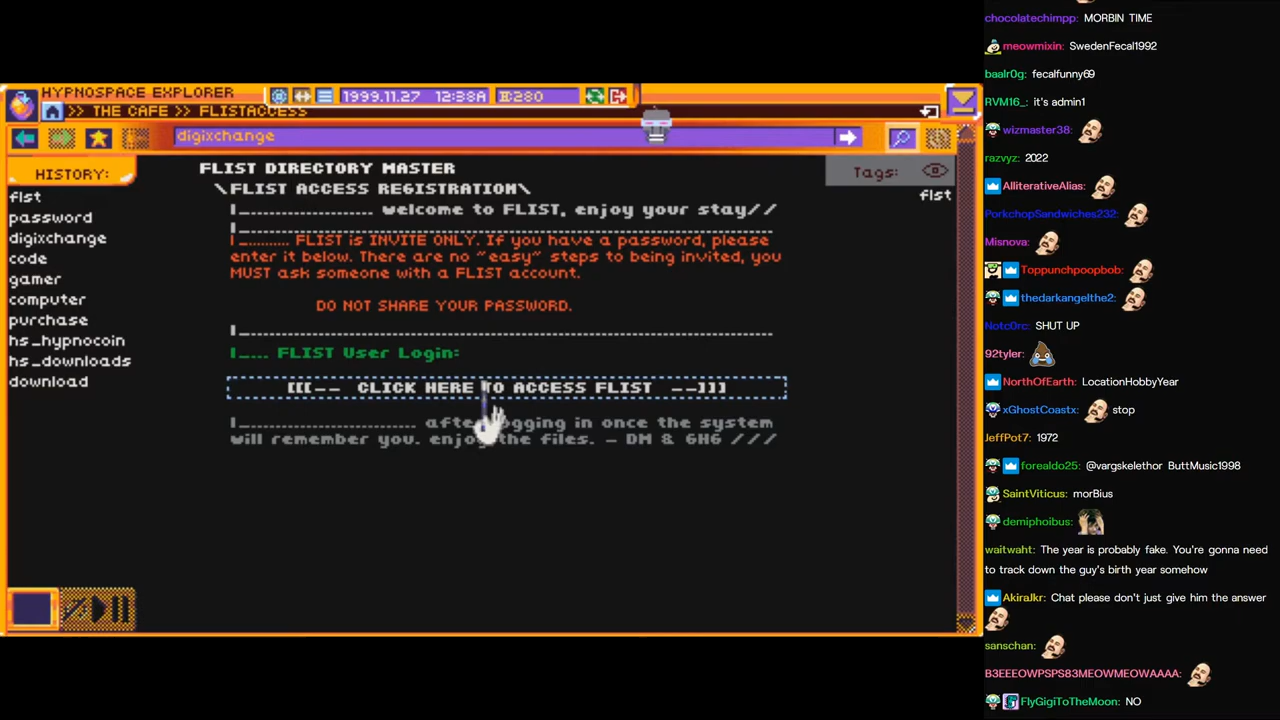 HYPNOSPACE EXPLORER
1999.11.27 12:38A
280
>> THE CAFE >> FLISTACCESS
digixchange
HISTORY:
flst
password
digixchange
code
gamer
computer
purchase
hs_hypnocoin
hs_downloads
download
FLIST DIRECTORY MASTER
\FLIST ACCESS REGISTRATION\
Tags:
flst
|_..................... welcome to FLIST, enjoy your stay//
|_.......... FLIST is INVITE ONLY. If you have a password, please
enter it below. There are no "easy" steps to being invited, you
MUST ask someone with a FLIST account.
DO NOT SHARE YOUR PASSWORD.
|_.... FLIST User Login:
[[[-- CLICK HERE TO ACCESS FLIST --]]]
|_........................... after logging in once the system
will remember you. enjoy the files. - DM & 6H6 ///
chocolatechimpp: MORBIN TIME
meowmixin: SwedenFecal1992
baalr0g: fecalfunny69
RVM16_: it's admin1
wizmaster38:
razvyz: 2022
AlliterativeAlias:
PorkchopSandwiches232:
Misnova:
Toppunchpoopbob:
thedarkangelthe2:
Notc0rc: SHUT UP
92tyler:
NorthOfEarth: LocationHobbyYear
xGhostCoastx: stop
JeffPot7: 1972
forealdo25: @vargskelethor ButtMusic1998
SaintViticus: morBius
demiphoibus:
waitwaht: The year is probably fake. You're gonna need
to track down the guy's birth year somehow
AkiraJkr: Chat please don't just give him the answer
sanschan:
B3EEEOWPSPS83MEOWMEOWAAAA:
FlyGigiToTheMoon: NO